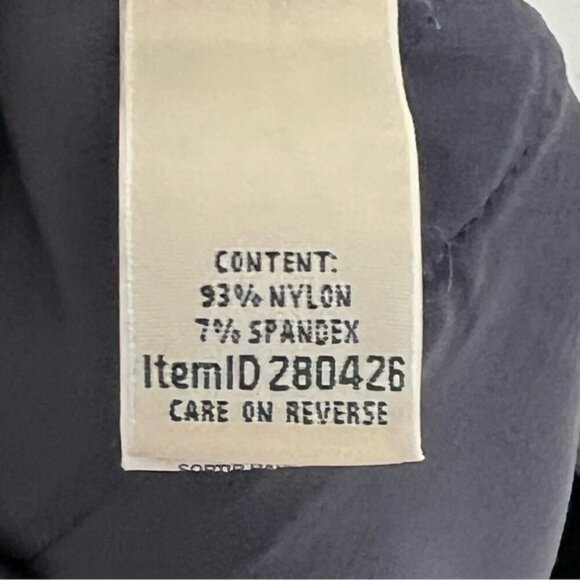 CONTENT:
93% NYLON
7% SPANDEX
ItemID 280426
CARE ON REVERSE